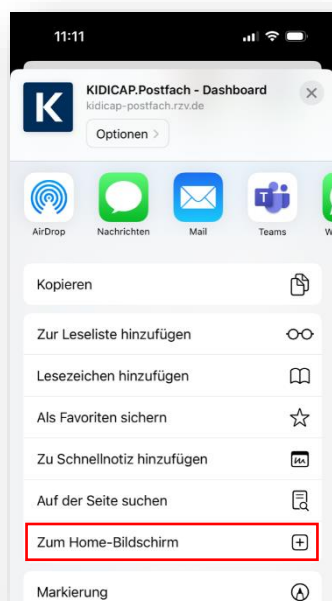 11:11
K
KIDICAP.Postfach - Dashboard
kidicap-postfach.rzv.de
Optionen >
AirDrop
Nachrichten
Mail
Teams
W
Kopieren
Zur Leseliste hinzufügen
Lesezeichen hinzufügen
Als Favoriten sichern
Zu Schnellnotiz hinzufügen
Auf der Seite suchen
Zum Home-Bildschirm
Markierung